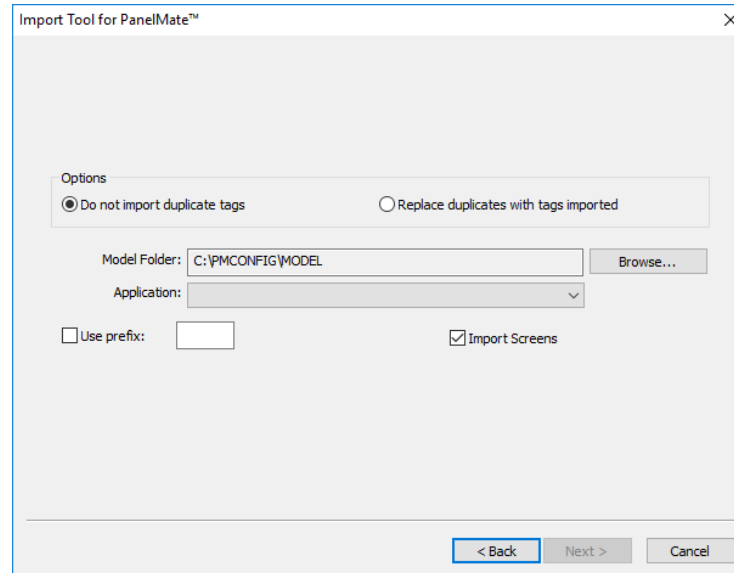 Import Tool for PanelMate™
Options
Do not import duplicate tags
Replace duplicates with tags imported
Model Folder: C:\PMCONFIG\MODEL Browse...
Application:
Use prefix:
Import Screens
< Back Next > Cancel